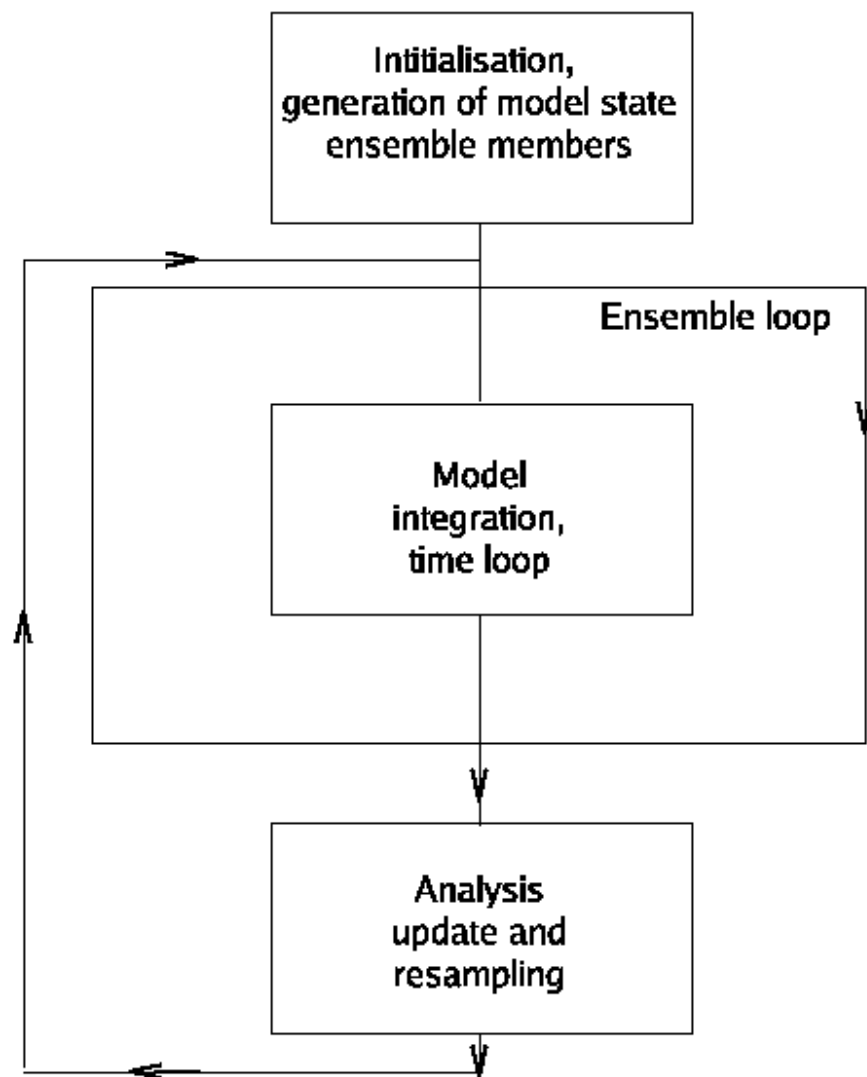 Intitialisation,
generation of model state
ensemble members
Ensemble loop
Model
integration,
time loop
Analysis
update and
resampling